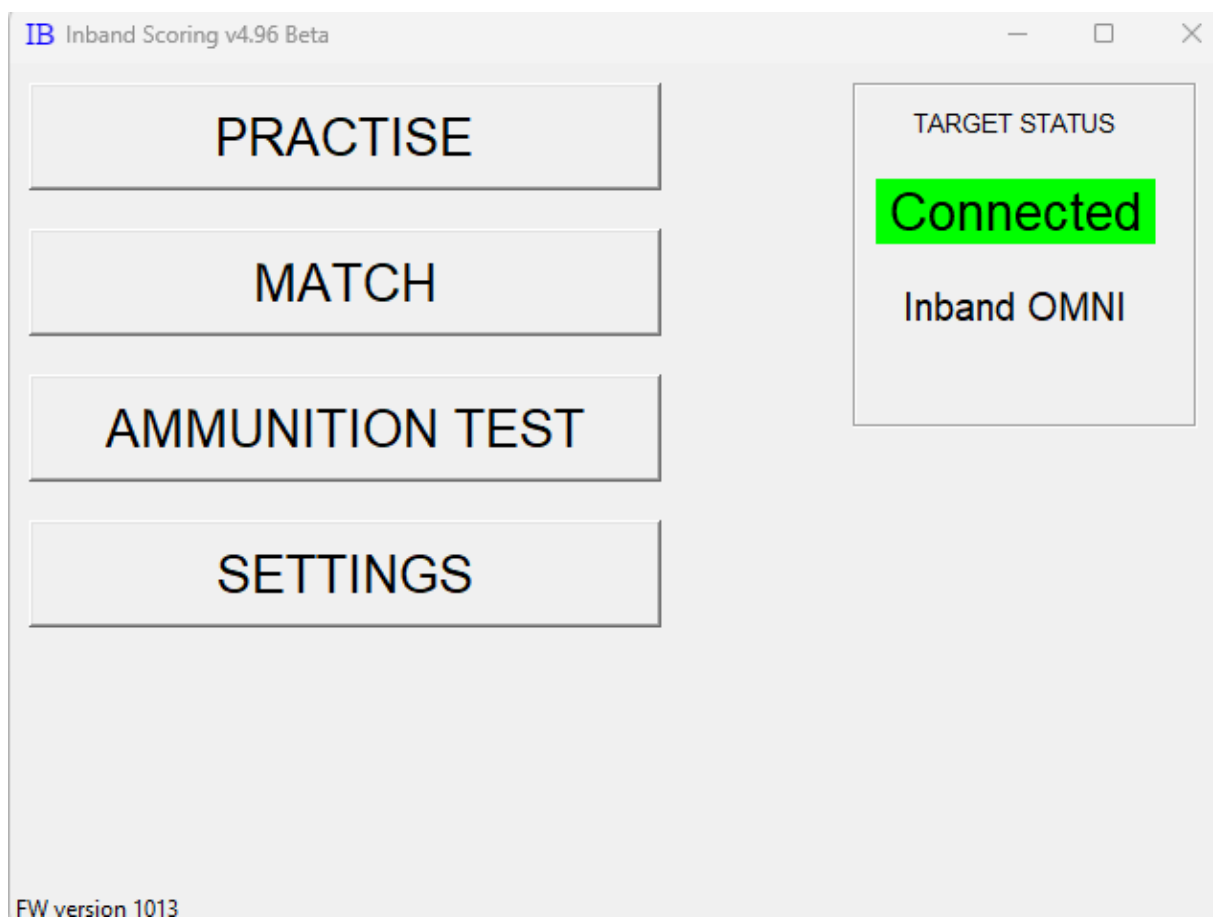 IB Inband Scoring v4.96 Beta
PRACTISE
MATCH
AMMUNITION TEST
SETTINGS
TARGET STATUS
Connected
Inband OMNI
FW version 1013